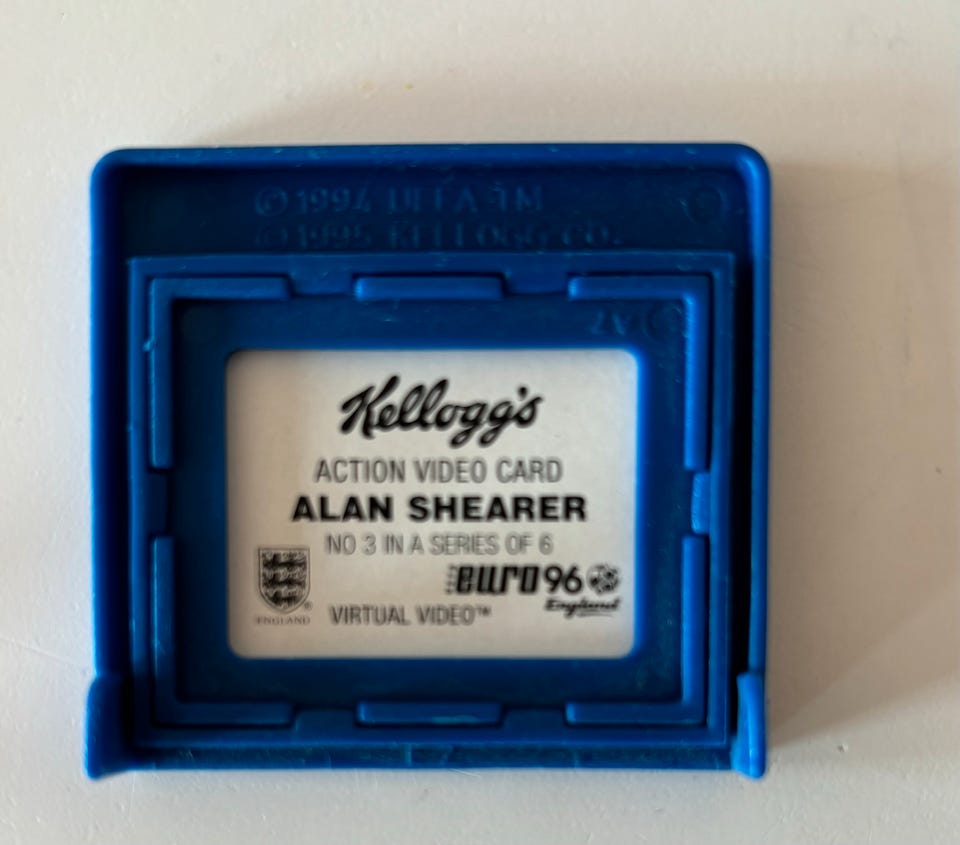 © 1994 UEFA TM
© 1995 KELLOGG CO.
A7
Kellogg's
ACTION VIDEO CARD
ALAN SHEARER
NO 3 IN A SERIES OF 6
euro96
England
ENGLAND
VIRTUAL VIDEO™